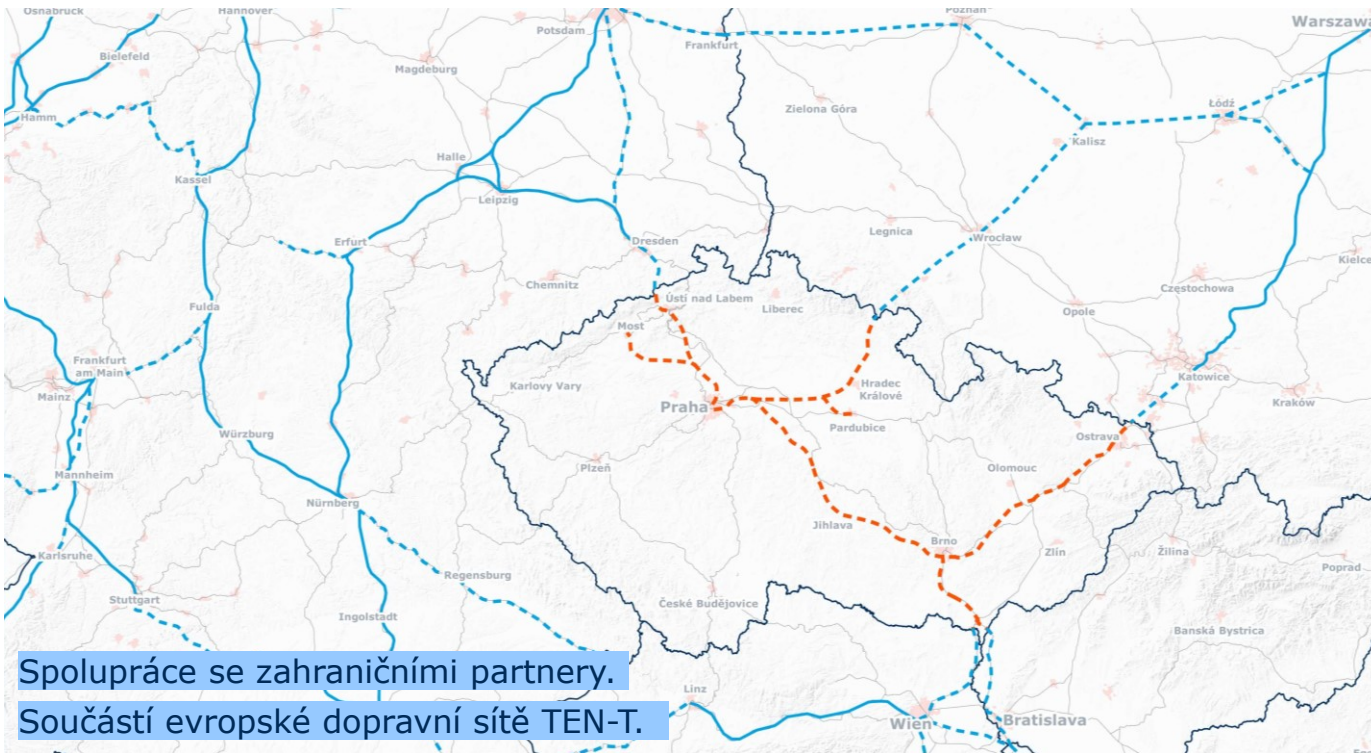 Osnabrück
Hannover
Poznań
Warszawa
Potsdam
Frankfurt
Bielefeld
Magdeburg
Zielona Góra
Łódź
Hamm
Kalisz
Halle
Kassel
Leipzig
Legnica
Wrocław
Erfurt
Dresden
Kielce
Chemnitz
Częstochowa
Ústí nad Labem
Fulda
Liberec
Opole
Most
Frankfurt
am Main
Katowice
Karlovy Vary
Hradec
Králové
Mainz
Kraków
Praha
Pardubice
Würzburg
Ostrava
Plzeň
Olomouc
Mannheim
Nürnberg
Jihlava
Brno
Zlín
Žilina
Karlsruhe
Poprad
Regensburg
Stuttgart
České Budějovice
Ingolstadt
Banská Bystrica
Spolupráce se zahraničními partnery.
Linz
Součástí evropské dopravní sítě TEN-T.
Wien
Bratislava